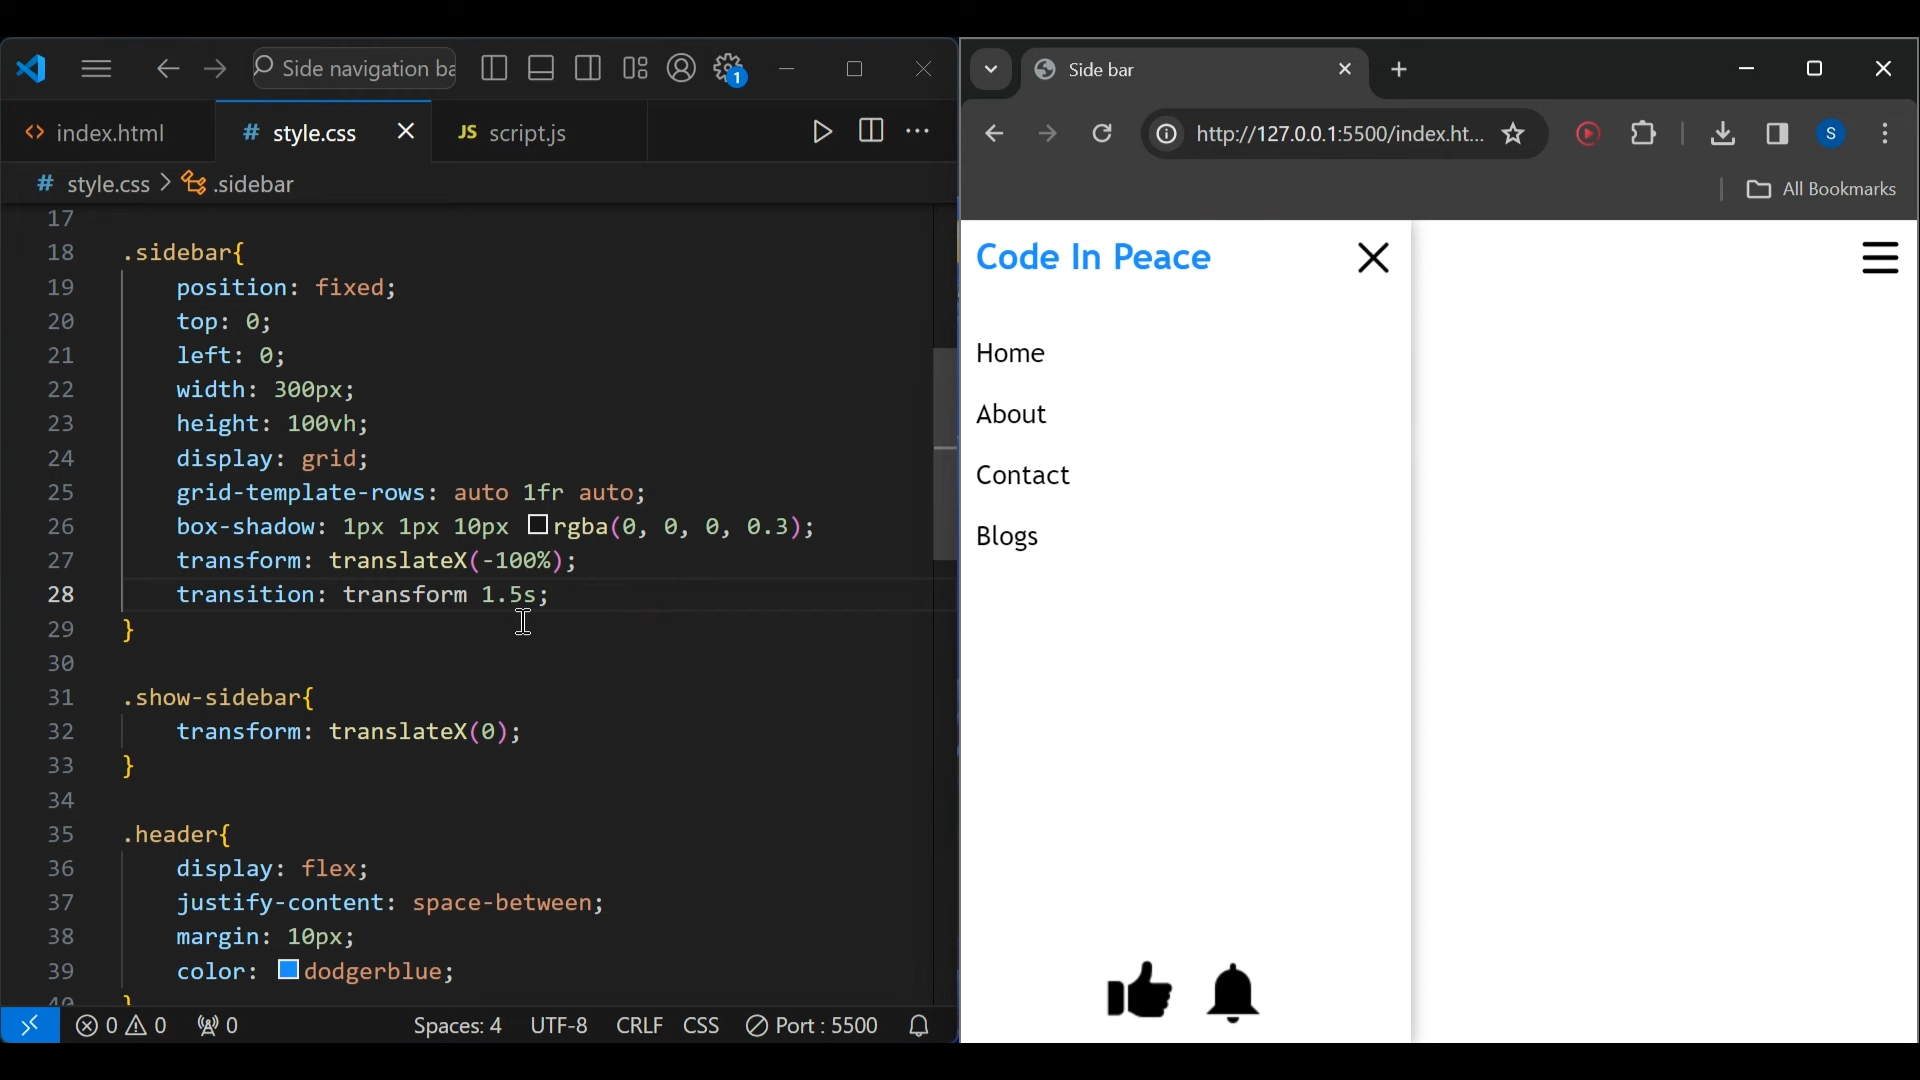 Side navigation ba
1
index.html
# style.css
JS script.js
# style.css > .sidebar
17
18 .sidebar{
19 position: fixed;
20 top: 0;
21 left: 0;
22 width: 300px;
23 height: 100vh;
24 display: grid;
25 grid-template-rows: auto 1fr auto;
26 box-shadow: 1px 1px 10px rgba(0, 0, 0, 0.3);
27 transform: translateX(-100%);
28 transition: transform 1.5s;
29 }
30
31 .show-sidebar{
32 transform: translateX(0);
33 }
34
35 .header{
36 display: flex;
37 justify-content: space-between;
38 margin: 10px;
39 color: dodgerblue;
40 }
0 0 0 Spaces: 4 UTF-8 CRLF CSS Port : 5500
Side bar
http://127.0.0.1:5500/index.ht...
S
All Bookmarks
Code In Peace
Home
About
Contact
Blogs